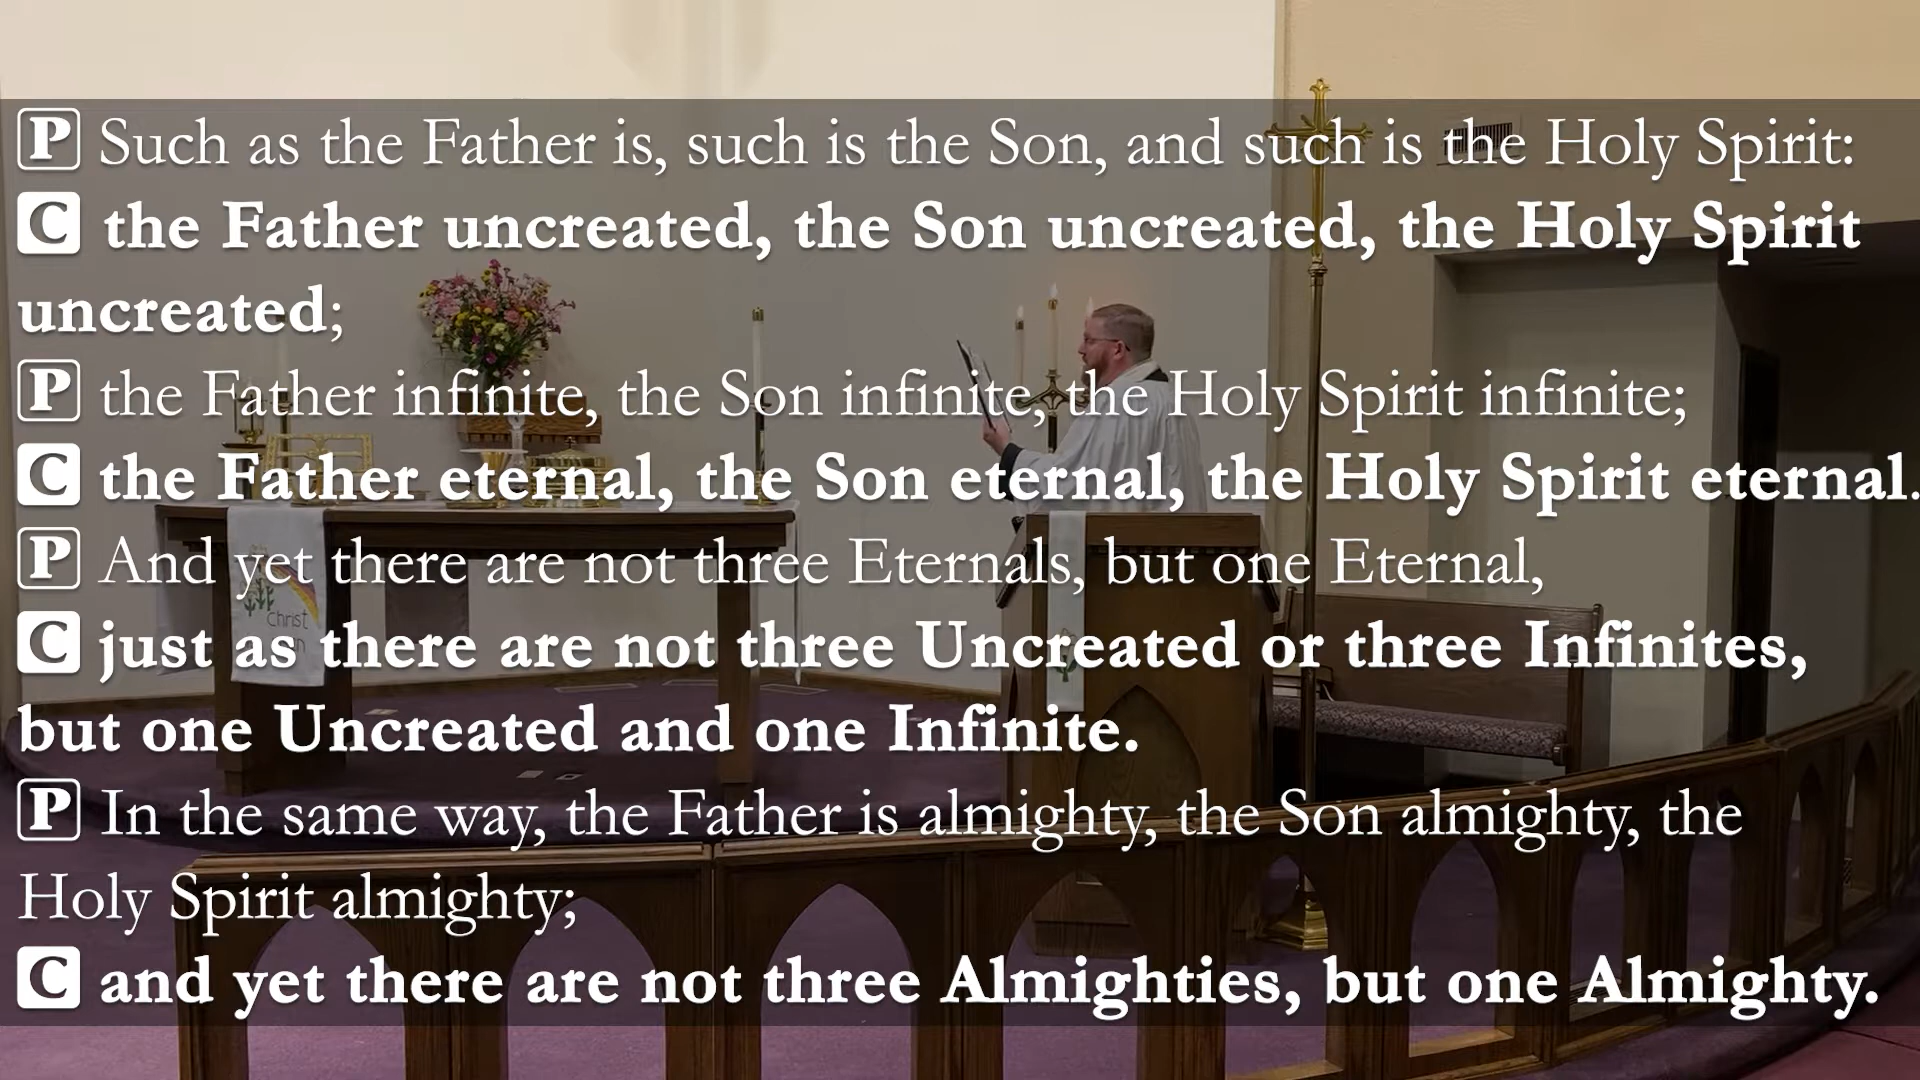 P Such as the Father is, such is the Son, and such is the Holy Spirit:
C the Father uncreated, the Son uncreated, the Holy Spirit
uncreated;
P the Father infinite, the Son infinite, the Holy Spirit infinite;
C the Father eternal, the Son eternal, the Holy Spirit eternal.
P And yet there are not three Eternals, but one Eternal,
C just as there are not three Uncreated or three Infinites,
but one Uncreated and one Infinite.
P In the same way, the Father is almighty, the Son almighty, the
Holy Spirit almighty;
C and yet there are not three Almighties, but one Almighty.
Christ